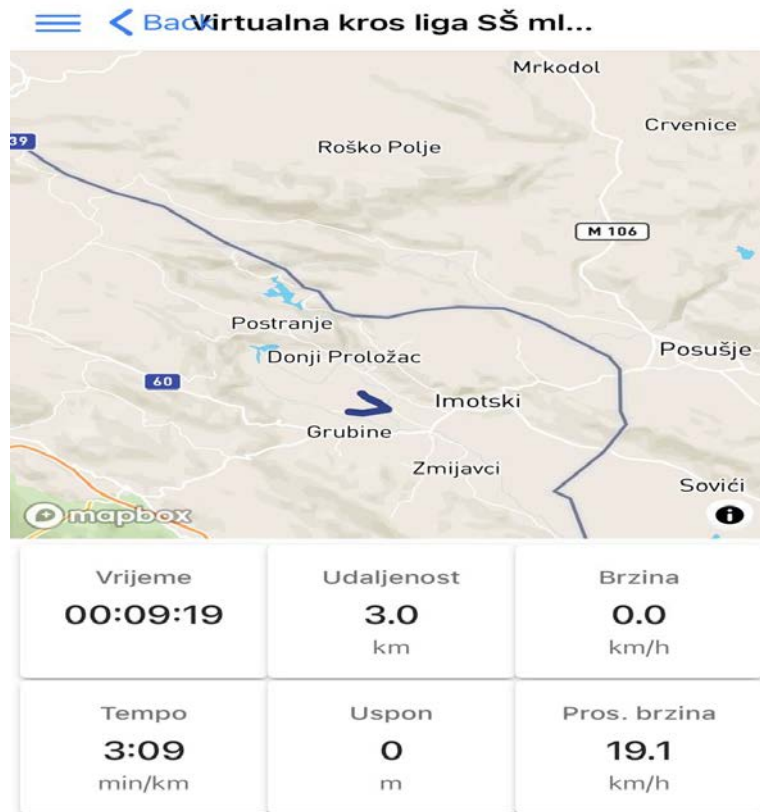 Back
Virtualna kros liga SŠ ml...
Mrkodol
Crvenice
39
Roško Polje
M 106
Postranje
Posušje
Donji Proložac
60
Imotski
Grubine
Zmijavci
Sovići
mapbox
Vrijeme
00:09:19
Udaljenost
3.0
km
Brzina
0.0
km/h
Tempo
3:09
min/km
Uspon
0
m
Pros. brzina
19.1
km/h